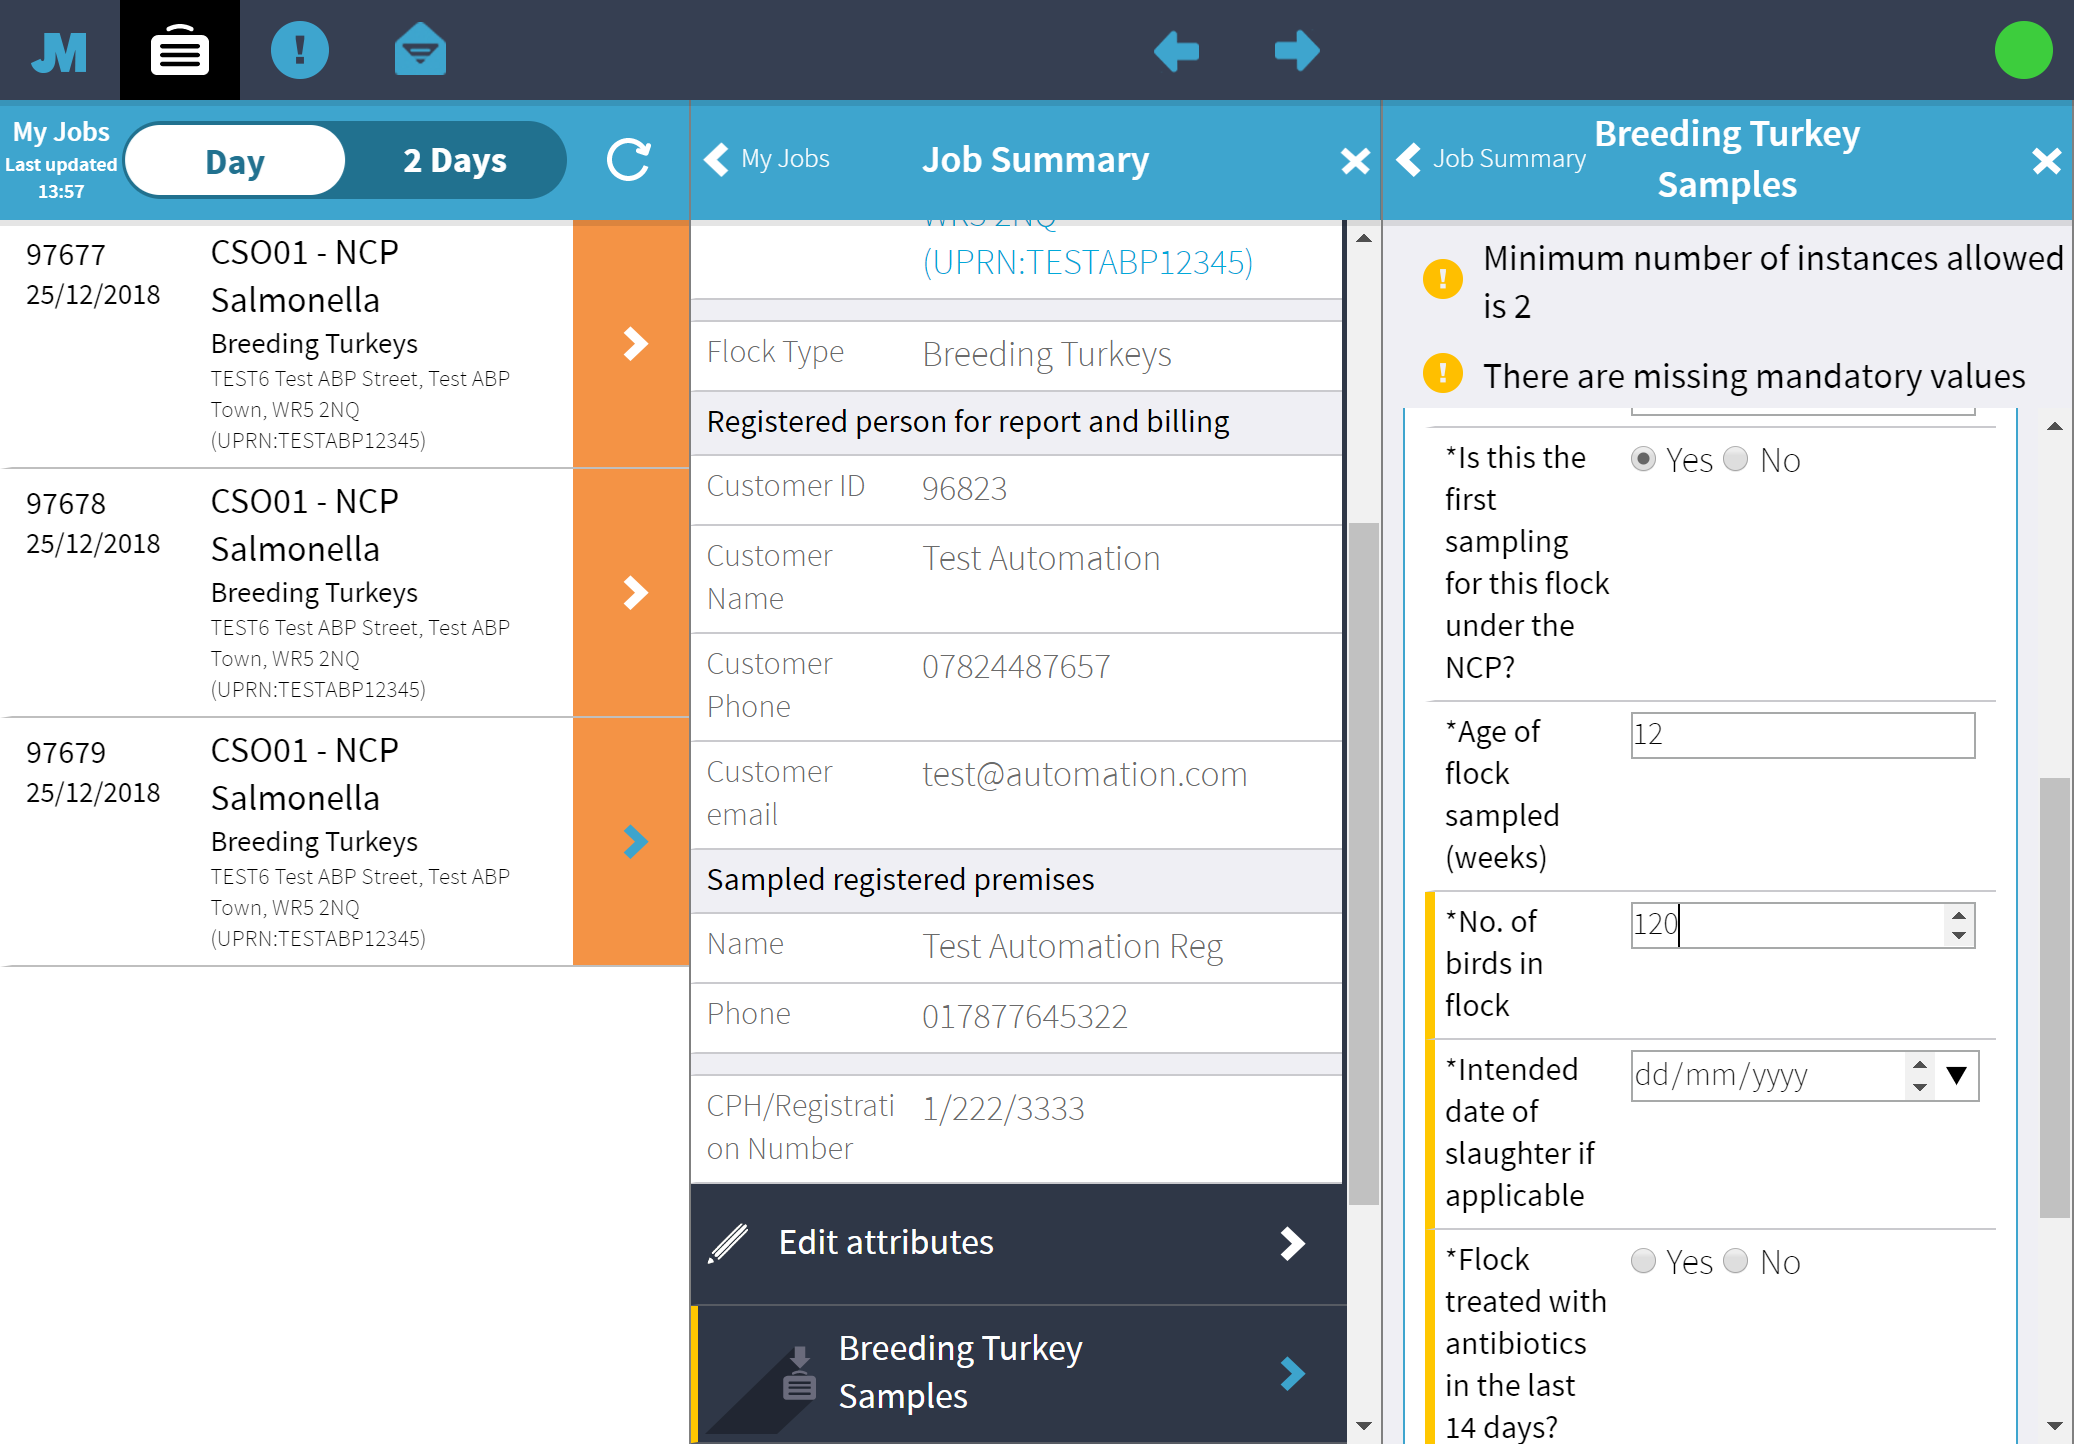 JM
My Jobs
Last updated
13:57
Day
2 Days
97677
25/12/2018
CSO01 - NCP
Salmonella
Breeding Turkeys
TEST6 Test ABP Street, Test ABP
Town, WR5 2NQ
(UPRN:TESTABP12345)
97678
25/12/2018
CSO01 - NCP
Salmonella
Breeding Turkeys
TEST6 Test ABP Street, Test ABP
Town, WR5 2NQ
(UPRN:TESTABP12345)
97679
25/12/2018
CSO01 - NCP
Salmonella
Breeding Turkeys
TEST6 Test ABP Street, Test ABP
Town, WR5 2NQ
(UPRN:TESTABP12345)
My Jobs
Job Summary
WR5 2NQ
(UPRN:TESTABP12345)
Flock Type
Breeding Turkeys
Registered person for report and billing
Customer ID
96823
Customer
Name
Test Automation
Customer
Phone
07824487657
Customer
email
test@automation.com
Sampled registered premises
Name
Test Automation Reg
Phone
017877645322
CPH/Registrati
on Number
1/222/3333
Edit attributes
Breeding Turkey
Samples
Job Summary
Breeding Turkey
Samples
Minimum number of instances allowed
is 2
There are missing mandatory values
*Is this the
first
sampling
for this flock
under the
NCP?
Yes No
*Age of
flock
sampled
(weeks)
12
*No. of
birds in
flock
120
*Intended
date of
slaughter if
applicable
dd/mm/yyyy
*Flock
treated with
antibiotics
in the last
14 days?
Yes No